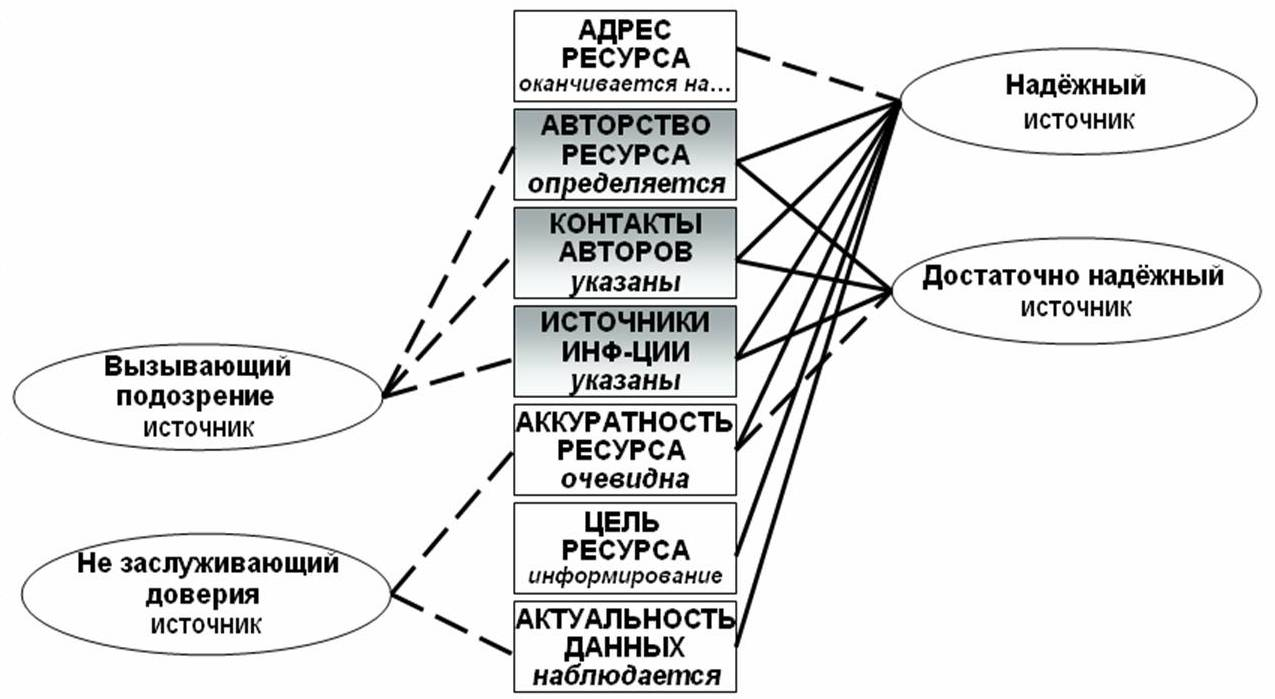 АДРЕС
РЕСУРСА
оканчивается на…
АВТОРСТВО
РЕСУРСА
определяется
КОНТАКТЫ
АВТОРОВ
указаны
ИСТОЧНИКИ
ИНФ-ЦИИ
указаны
АККУРАТНОСТЬ
РЕСУРСА
очевидна
ЦЕЛЬ
РЕСУРСА
информирование
АКТУАЛЬНОСТЬ
ДАННЫХ
наблюдается
Надёжный
источник
Достаточно надёжный
источник
Вызывающий
подозрение
источник
Не заслуживающий
доверия
источник